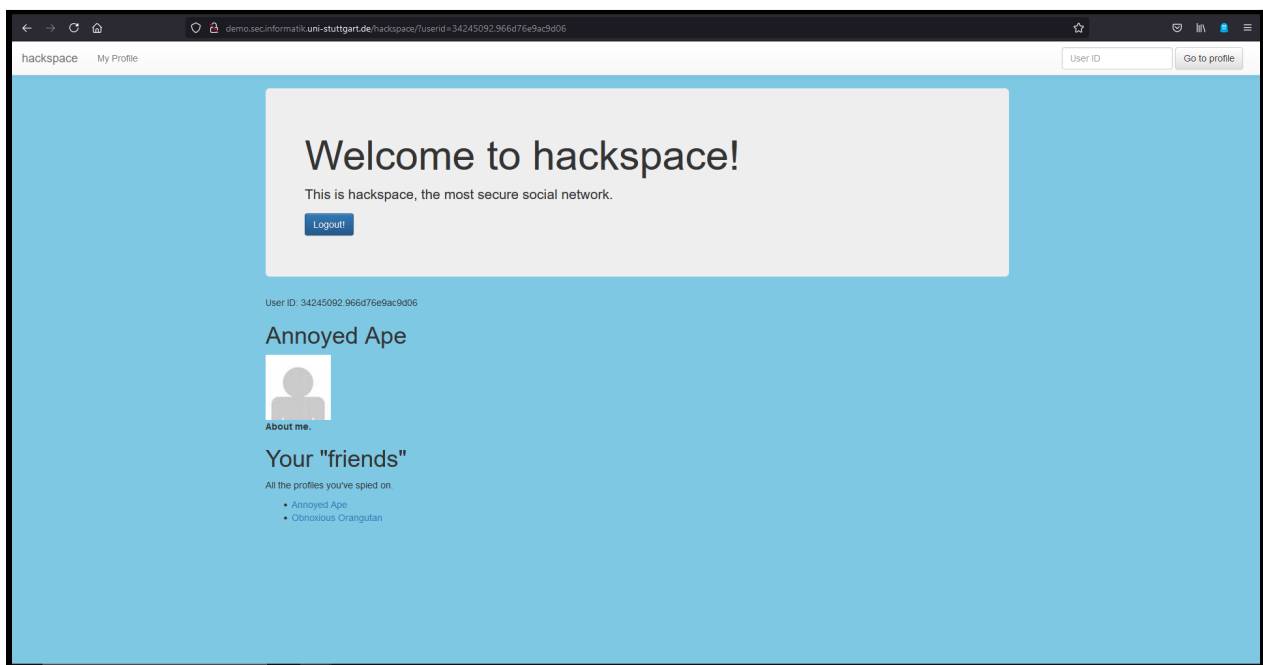 demo.sec.informatik.uni-stuttgart.de/hackspace/?userid=34245092.966d76e9ac9d06
hackspace My Profile User ID Go to profile
Welcome to hackspace!
This is hackspace, the most secure social network.
Logout!
User ID: 34245092.966d76e9ac9d06
Annoyed Ape
About me.
Your "friends"
All the profiles you've spied on.
• Annoyed Ape
• Obnoxious Orangutan